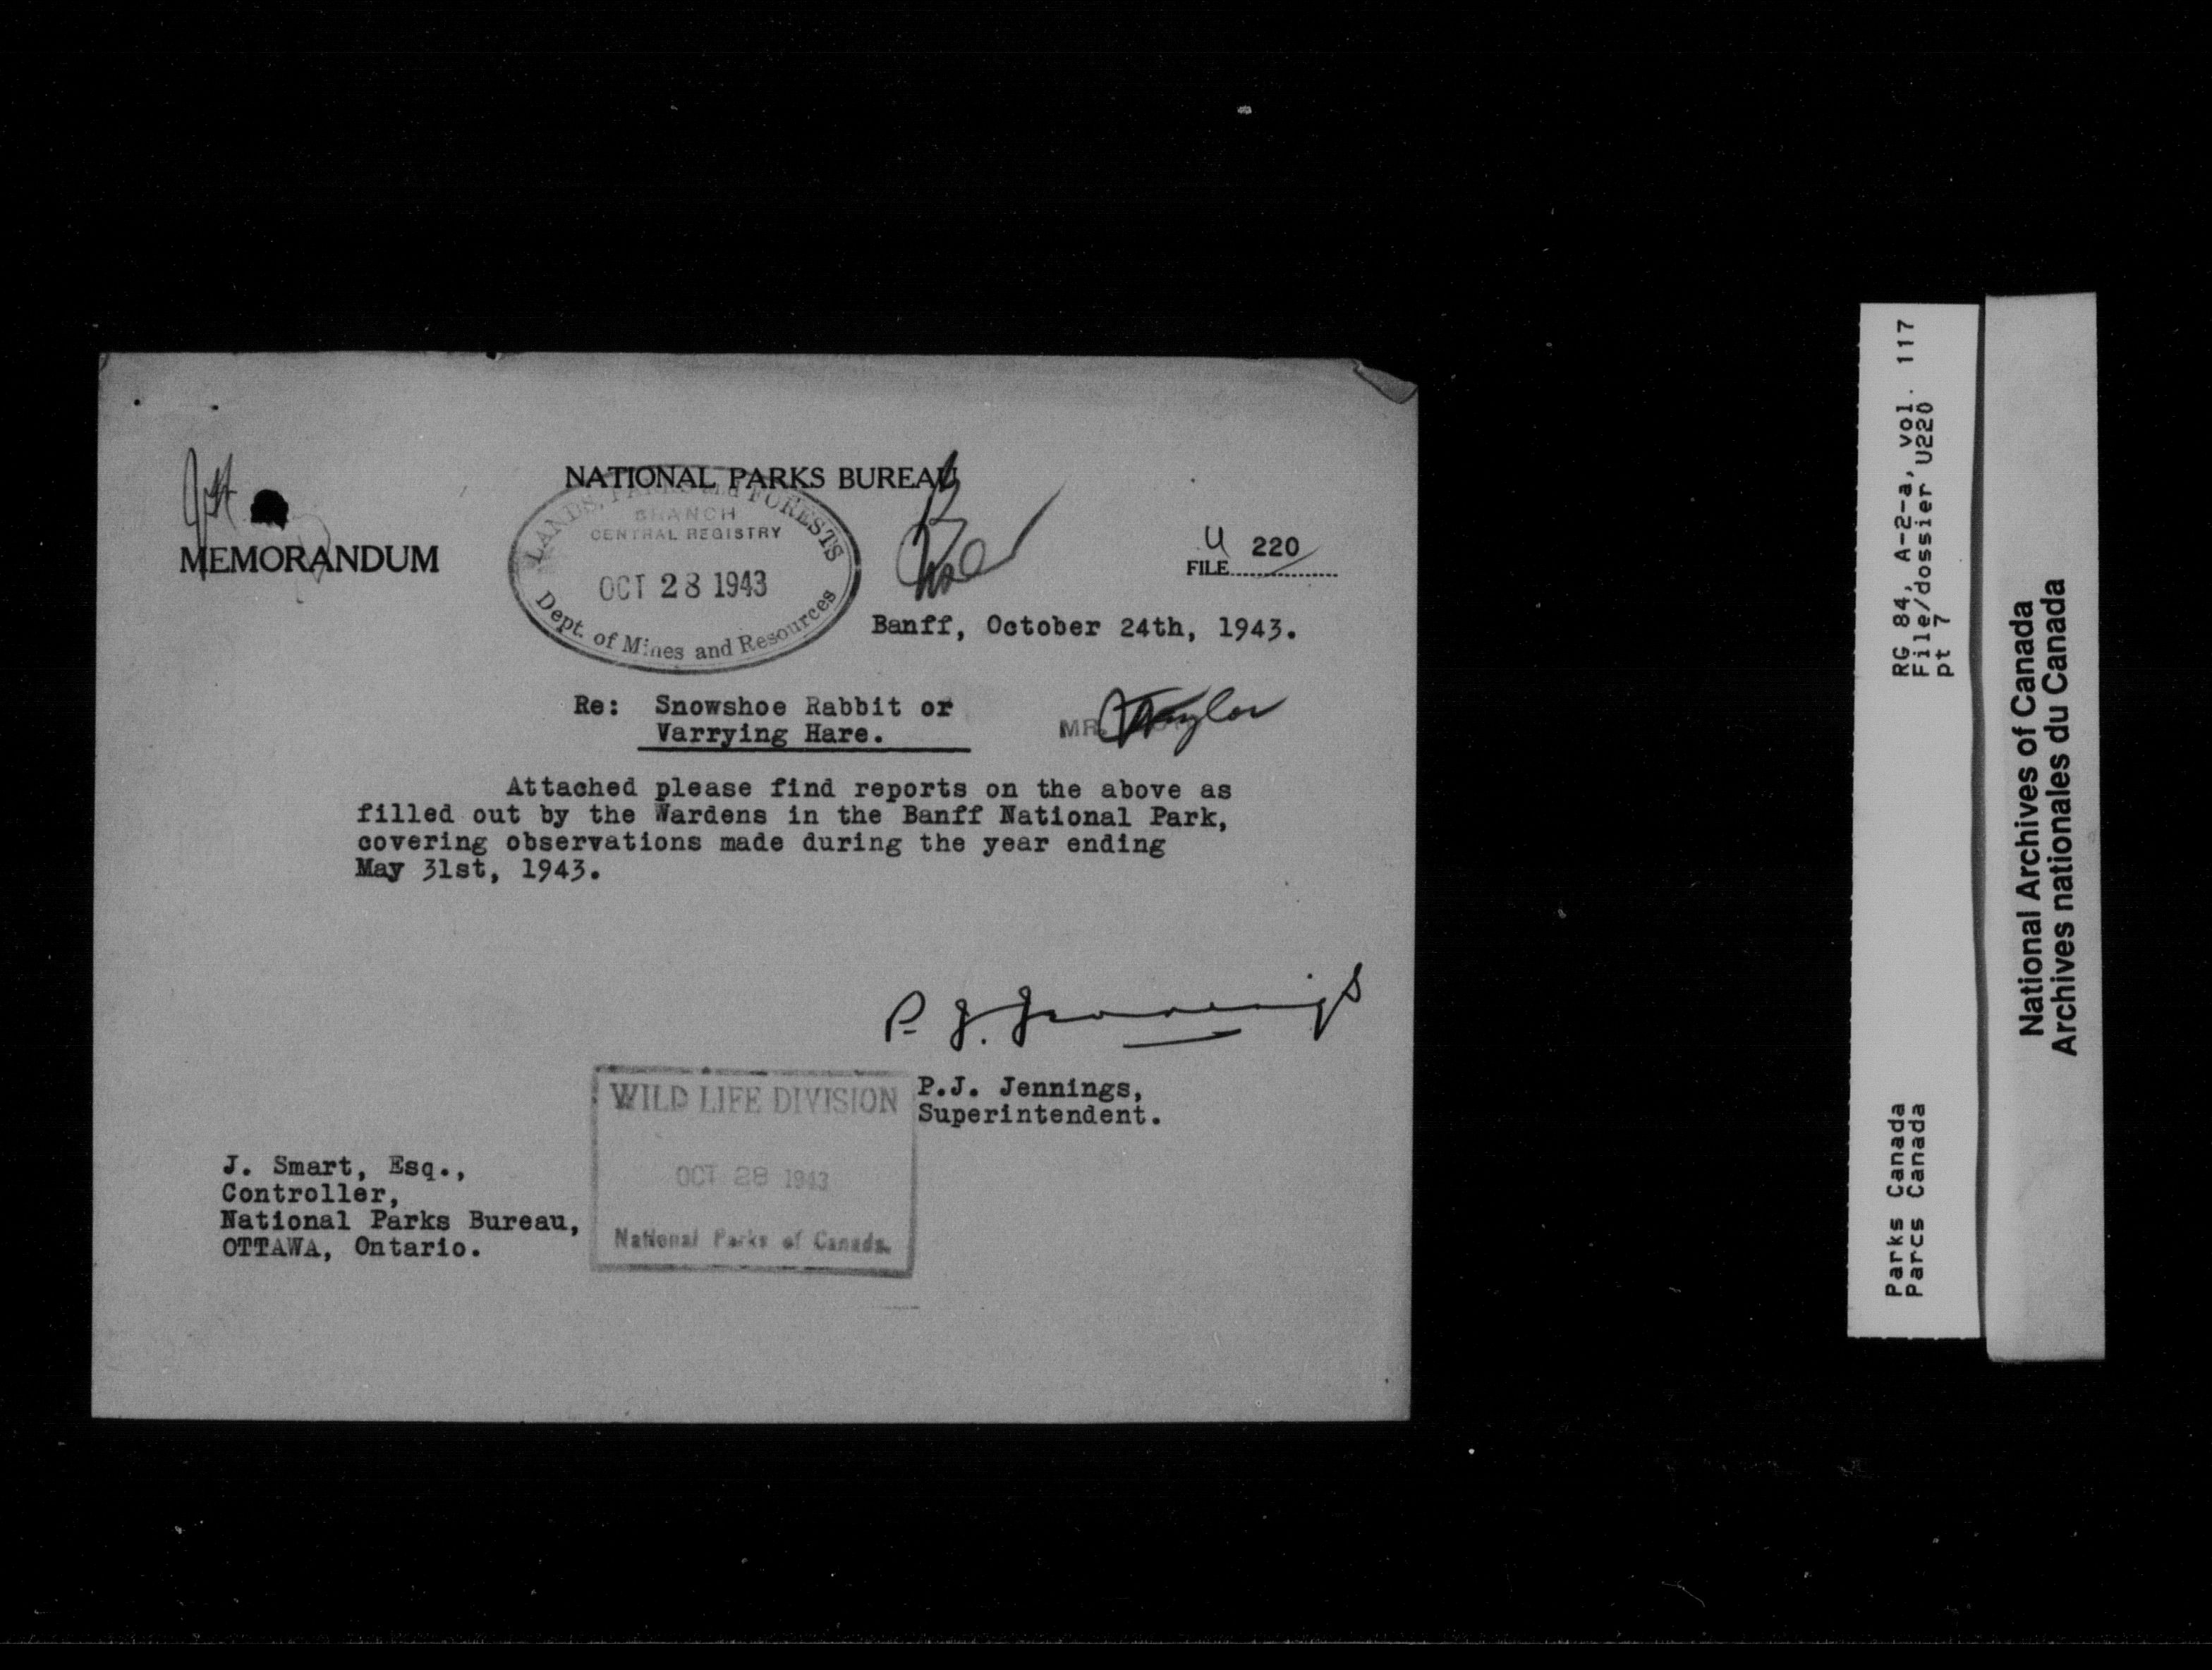 NATIONAL PARKS BUREAU
MEMORANDUM
LANDS, PARKS and FORESTS
BRANCH
CENTRAL REGISTRY
OCT 28 1943
Dept. of Mines and Resources
U 220
FILE
Banff, October 24th, 1943.
Re: Snowshoe Rabbit or
Varrying Hare.
MR. Taylor
Attached please find reports on the above as
filled out by the Wardens in the Banff National Park,
covering observations made during the year ending
May 31st, 1943.
P. J. Jennings
P.J. Jennings,
Superintendent.
WILD LIFE DIVISION
OCT 28 1943
National Parks of Canada.
J. Smart, Esq.,
Controller,
National Parks Bureau,
OTTAWA, Ontario.
RG 84, A-2-a, vol. 117
File/dossier U220
pt 7
Parks Canada
Parcs Canada
National Archives of Canada
Archives nationales du Canada